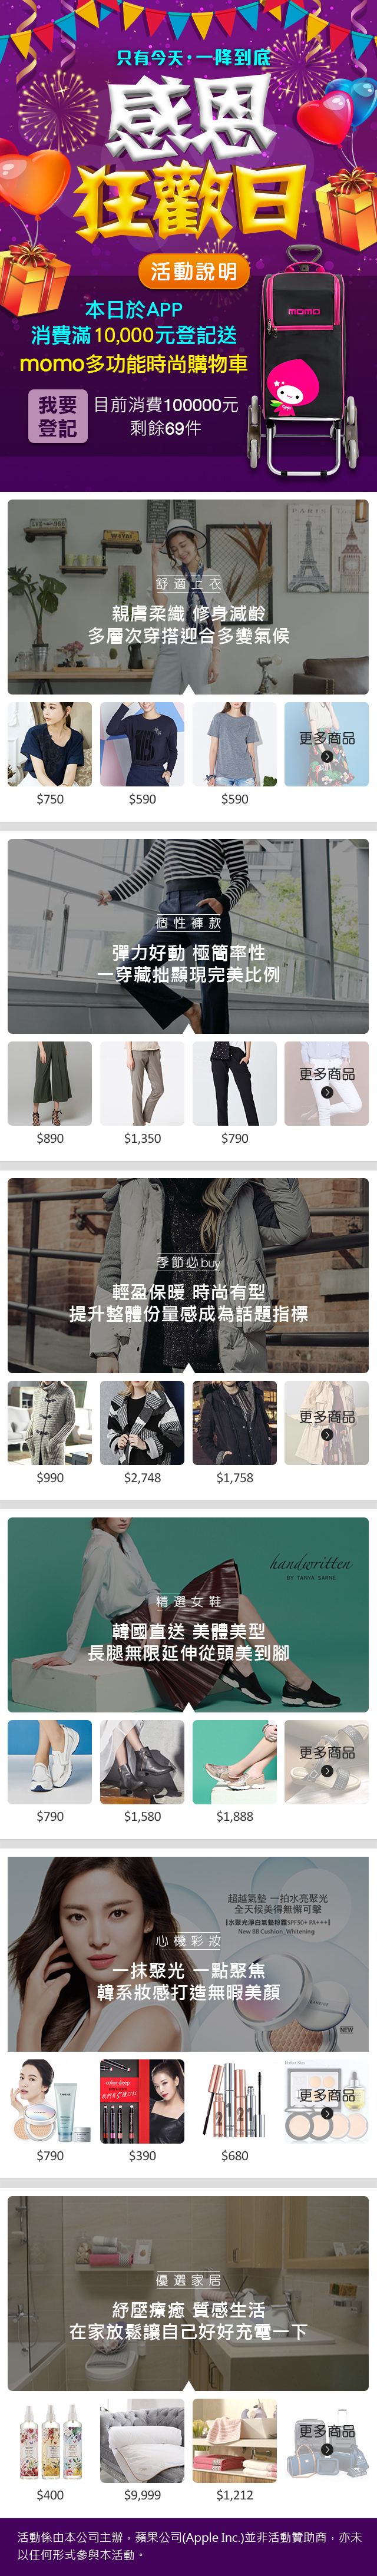 只有今天・一降到底
感恩
狂歡日
活動說明
本日於APP
消費滿10,000元登記送
momo多功能時尚購物車
momo
我要
登記
目前消費100000元
剩餘69件
PARIS
舒適上衣
親膚柔織 修身減齡
多層次穿搭迎合多變氣候
更多商品
$750
$590
$590
個性褲款
彈力好動 極簡率性
一穿藏拙顯現完美比例
更多商品
$890
$1,350
$790
季節必buy
輕盈保暖 時尚有型
提升整體份量感成為話題指標
更多商品
$990
$2,748
$1,758
handwritten
BY TANYA SARNE
精選女鞋
韓國直送 美體美型
長腿無限延伸從頭美到腳
更多商品
$790
$1,580
$1,888
超越氣墊 一拍水亮聚光
全天候美得無懈可擊
【水聚光淨白氣墊粉霜SPF50+ PA+++】
New BB Cushion_Whitening
心機彩妝
一抹聚光 一點聚焦
韓系妝感打造無暇美顏
NEW
color deep
更多商品
$790
$390
$680
優選家居
紓壓療癒 質感生活
在家放鬆讓自己好好充電一下
更多商品
$400
$9,999
$1,212
活動係由本公司主辦，蘋果公司(Apple Inc.)並非活動贊助商，亦未
以任何形式參與本活動。